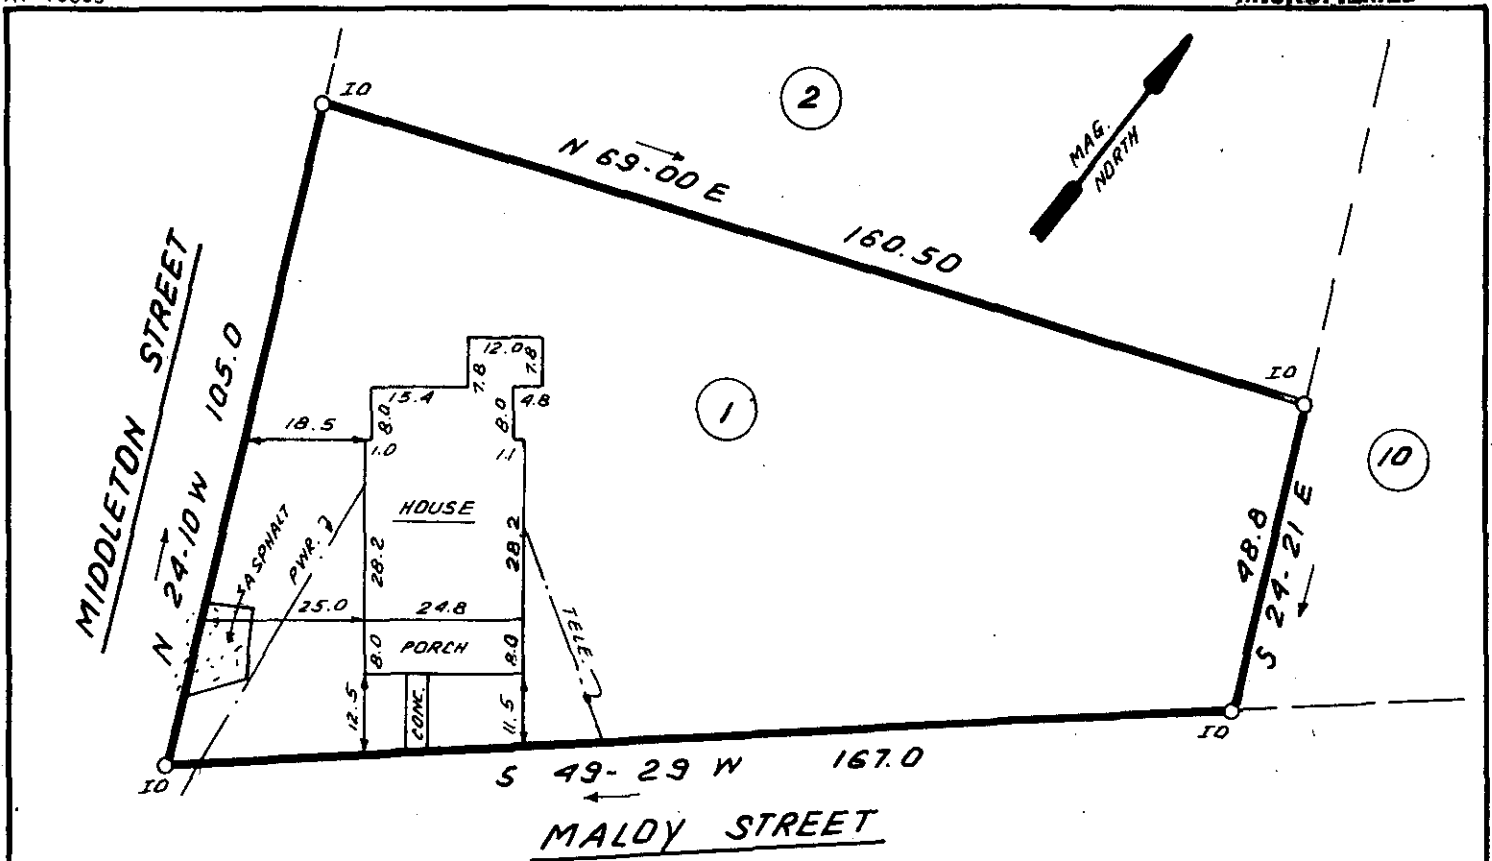 IO
2
MAG.
NORTH
N 69-00 E
160.50
MIDDLETON STREET
105.0
N 24-10 W
12.0
7.8
7.8
15.4
4.8
8.0
8.0
1
IO
18.5
1.0
1.1
10
HOUSE
ASPHALT
PWR.
28.2
28.2
48.8
S 24-21 E
25.0
24.8
TELE.
8.0
PORCH
8.0
12.5
CONC.
11.5
IO
IO
S 49-29 W
167.0
MALDY STREET